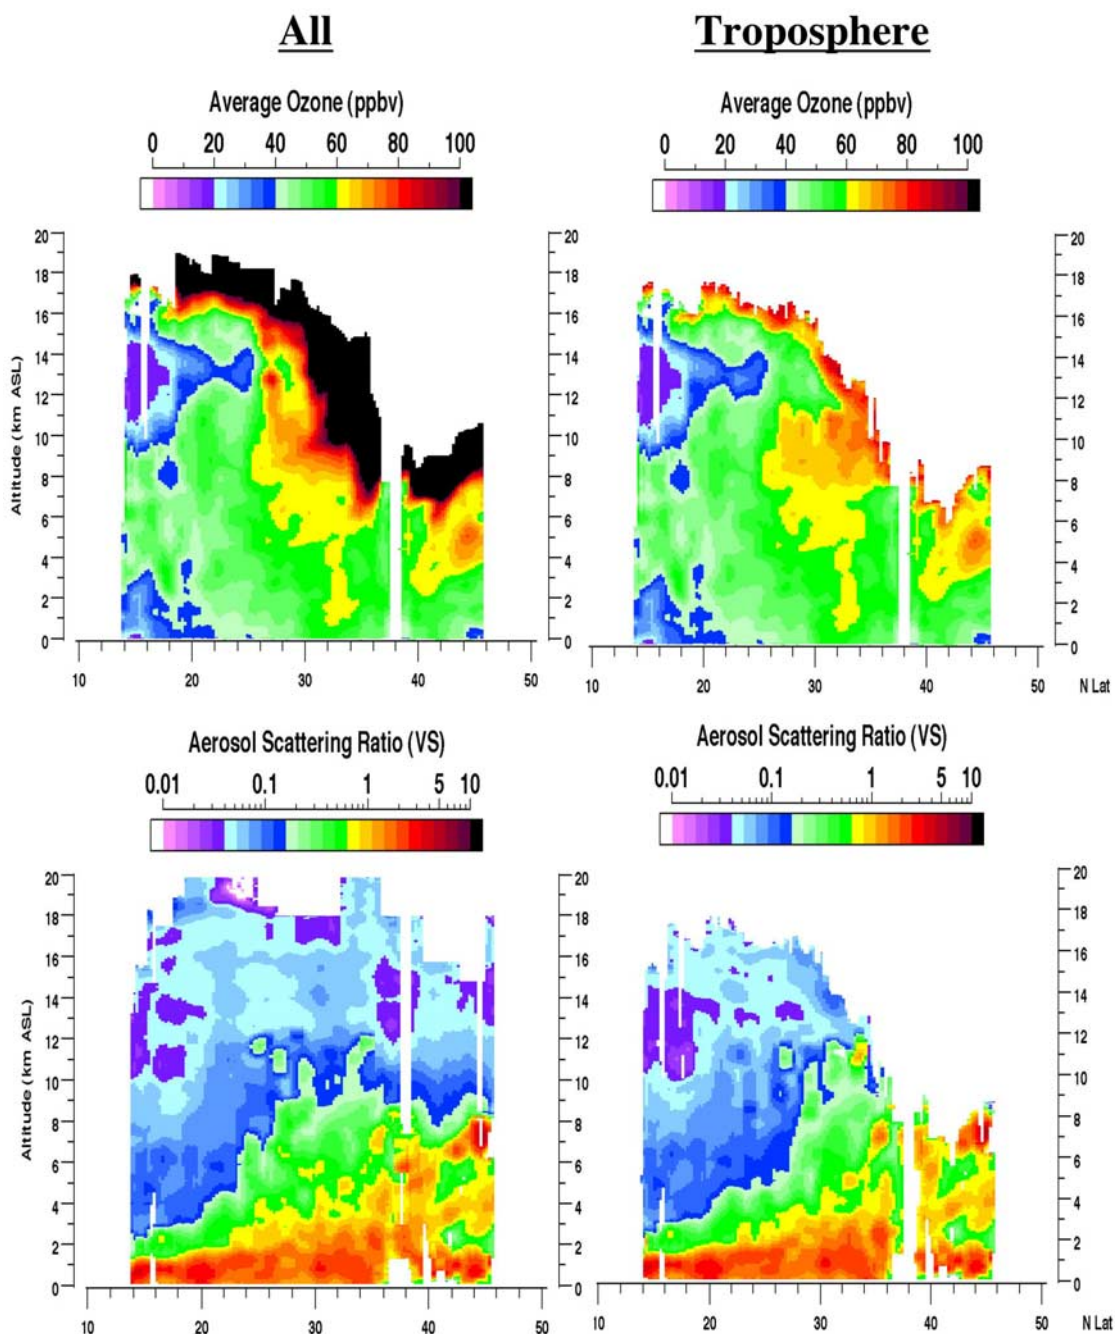 All Troposphere
Average Ozone (ppbv) Average Ozone (ppbv)
0 20 40 60 80 100 0 20 40 60 80 100
20 20 20
18 18 18
16 16 16
14 14 14
12 12 12
10 10 10
8 8 8
6 6 6
4 4 4
2 2 2
0 0 0
Altitude (km ASL)
10 20 30 40 50 10 20 30 40 50 N Lat
Aerosol Scattering Ratio (VS) Aerosol Scattering Ratio (VS)
0.01 0.1 1 5 10 0.01 0.1 1 5 10
20 20 20
18 18 18
16 16 16
14 14 14
12 12 12
10 10 10
8 8 8
6 6 6
4 4 4
2 2 2
0 0 0
Altitude (km ASL)
10 20 30 40 50 10 20 30 40 50 N Lat